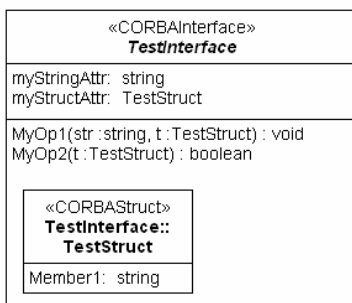 «CORBAInterface»
TestInterface
myStringAttr: string
myStructAttr: TestStruct
MyOp1(str :string, t :TestStruct) : void
MyOp2(t :TestStruct) : boolean
«CORBAStruct»
TestInterface::
TestStruct
Member1: string